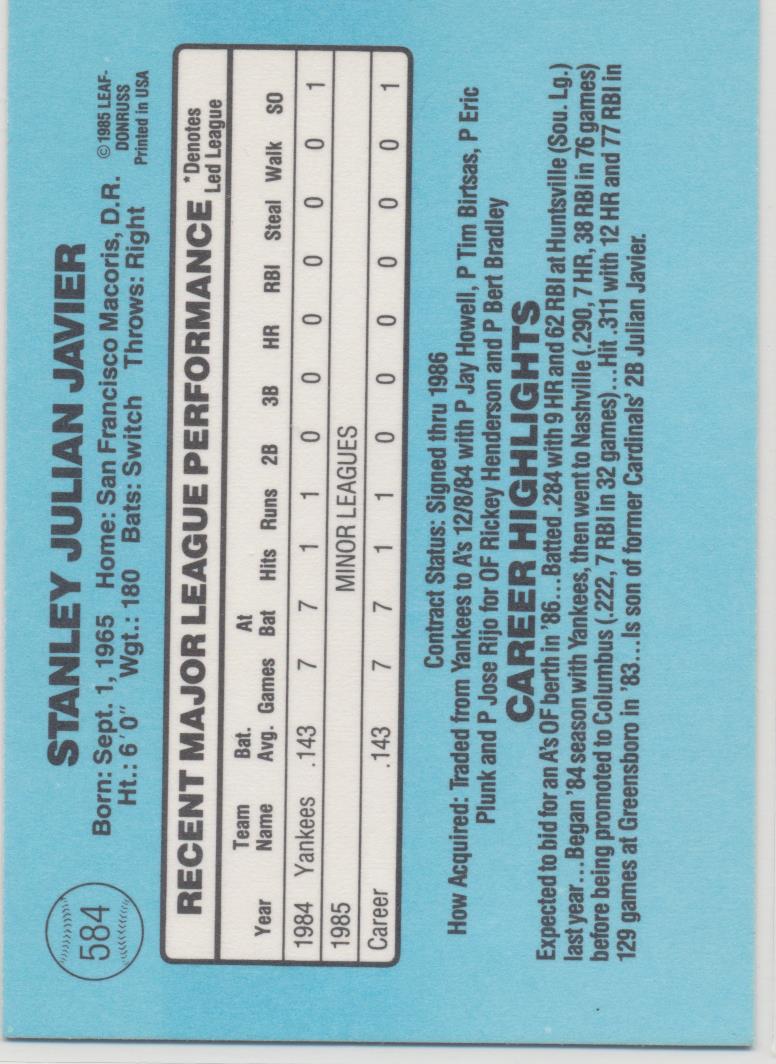 584
STANLEY JULIAN JAVIER
© 1985 LEAF-
DONRUSS
Printed in USA
Born: Sept. 1, 1965 Home: San Francisco Macoris, D.R.
Ht.: 6′0″ Wgt.: 180 Bats: Switch Throws: Right
RECENT MAJOR LEAGUE PERFORMANCE *Denotes
Led League
Team Bat. At
Year Name Avg. Games Bat Hits Runs 2B 3B HR RBI Steal Walk SO
1984 Yankees .143 7 7 1 1 0 0 0 0 0 0 1
1985 MINOR LEAGUES
Career .143 7 7 1 1 0 0 0 0 0 0 1
Contract Status: Signed thru 1986
How Acquired: Traded from Yankees to A's 12/8/84 with P Jay Howell, P Tim Birtsas, P Eric
Plunk and P Jose Rijo for OF Rickey Henderson and P Bert Bradley
CAREER HIGHLIGHTS
Expected to bid for an A's OF berth in '86...Batted .284 with 9 HR and 62 RBI at Huntsville (Sou. Lg.)
last year...Began '84 season with Yankees, then went to Nashville (.290, 7 HR, 38 RBI in 76 games)
before being promoted to Columbus (.222, 7 RBI in 32 games)...Hit .311 with 12 HR and 77 RBI in
129 games at Greensboro in '83...Is son of former Cardinals' 2B Julian Javier.